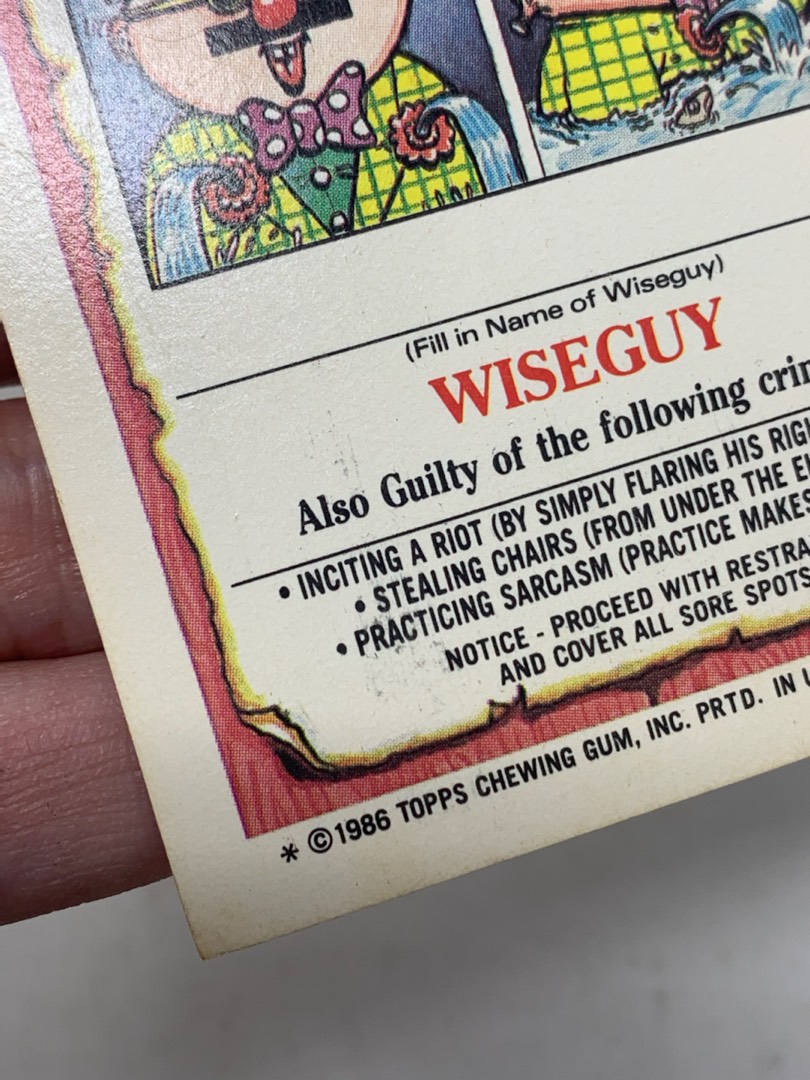 (Fill in Name of Wiseguy)
WISEGUY
Also Guilty of the following
• INCITING A RIOT (BY SIMPLY FLARING HIS
• STEALING CHAIRS (FROM UNDER THE
• PRACTICING SARCASM (PRACTICE MAKES
NOTICE - PROCEED WITH
AND COVER ALL SORE SPOTS
* ©1986 TOPPS CHEWING GUM, INC. PRTD. IN